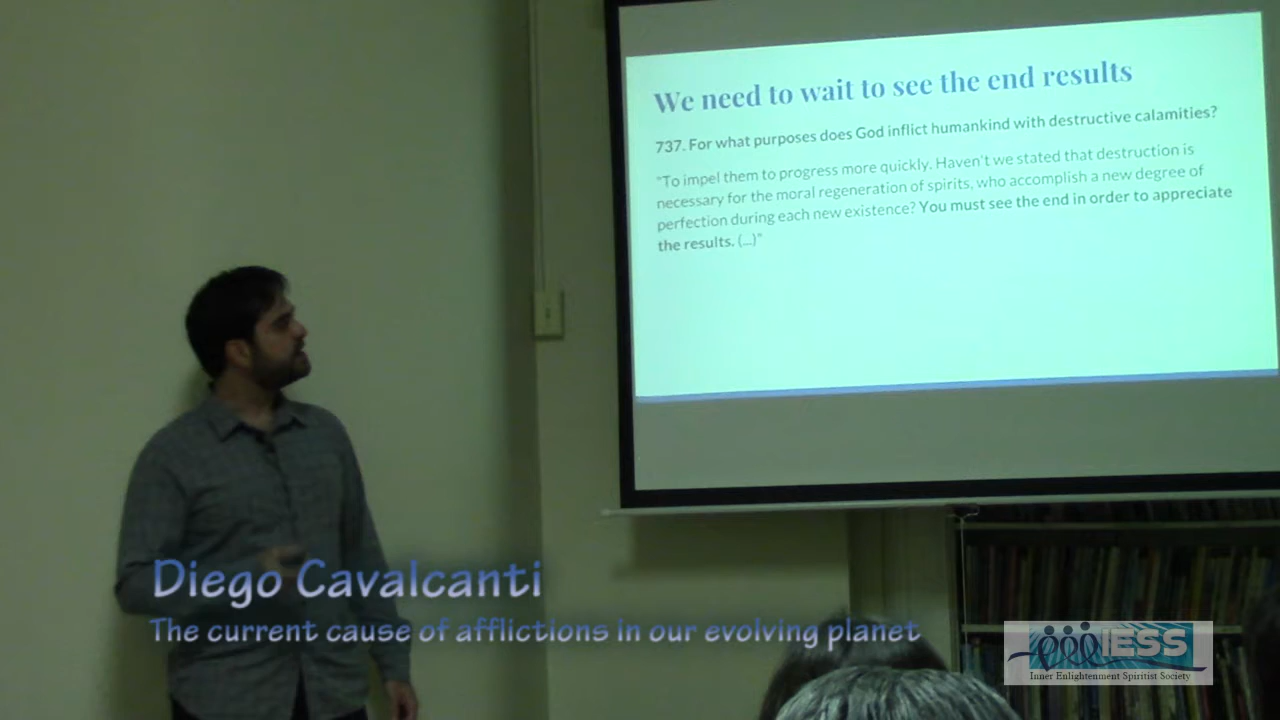 We need to wait to see the end results
737. For what purposes does God inflict humankind with destructive calamities?
"To impel them to progress more quickly. Haven't we stated that destruction is
necessary for the moral regeneration of spirits, who accomplish a new degree of
perfection during each new existence? You must see the end in order to appreciate
the results. (...)"
Diego Cavalcanti
The current cause of afflictions in our evolving planet
IESS
Inner Enlightenment Spiritist Society